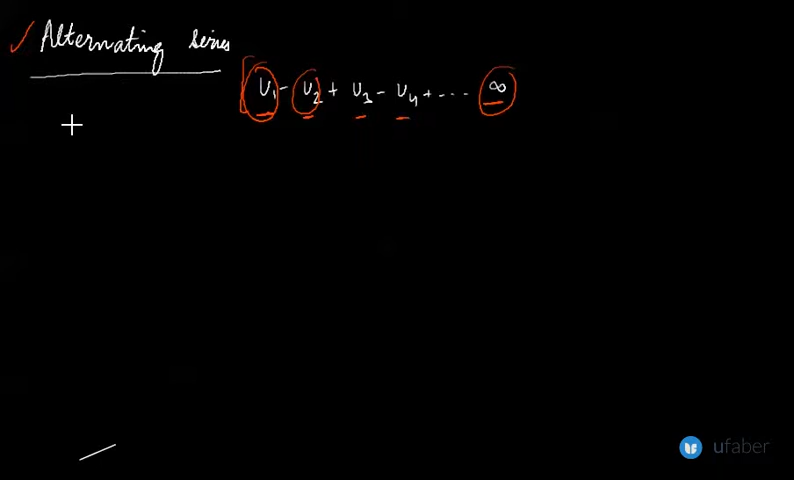 Alternating series
U₁ - U₂ + U₃ - U₄ + ... ∞
ufaber